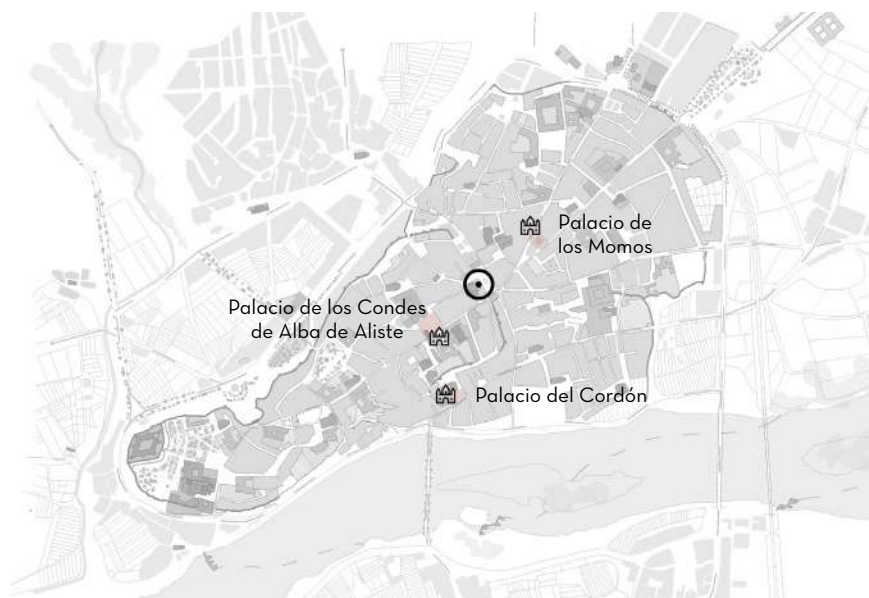 Palacio de
los Momos
Palacio de los Condes
de Alba de Aliste
Palacio del Cordón